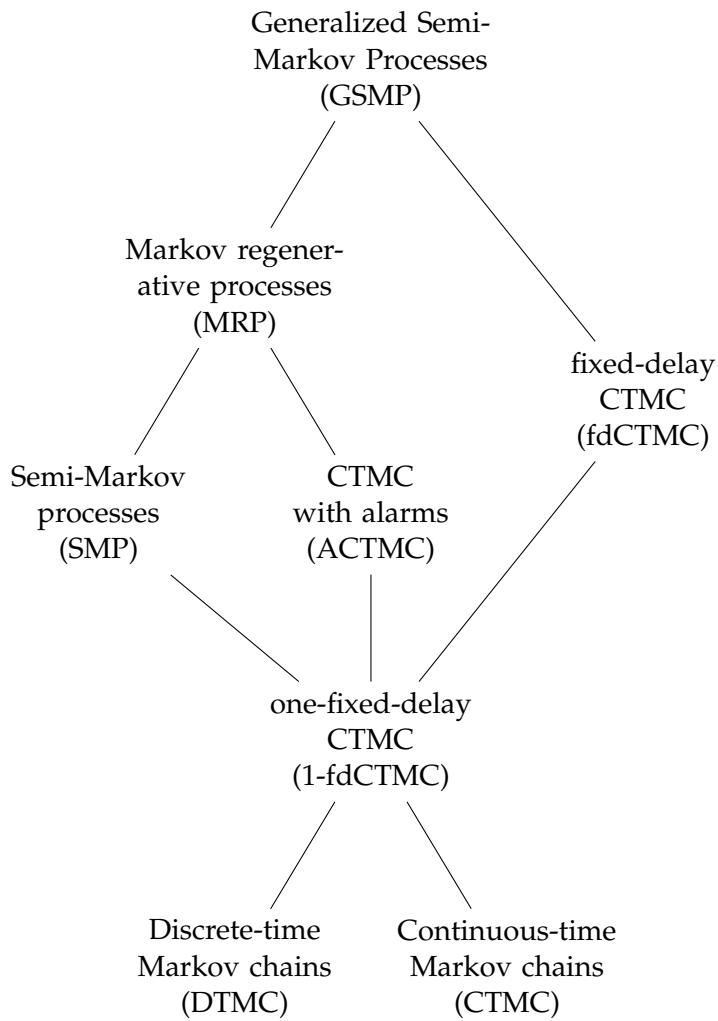 Generalized Semi-
Markov Processes
(GSMP)
Markov regener-
ative processes
(MRP)
fixed-delay
CTMC
(fdCTMC)
Semi-Markov
processes
(SMP)
CTMC
with alarms
(ACTMC)
one-fixed-delay
CTMC
(1-fdCTMC)
Discrete-time
Markov chains
(DTMC)
Continuous-time
Markov chains
(CTMC)